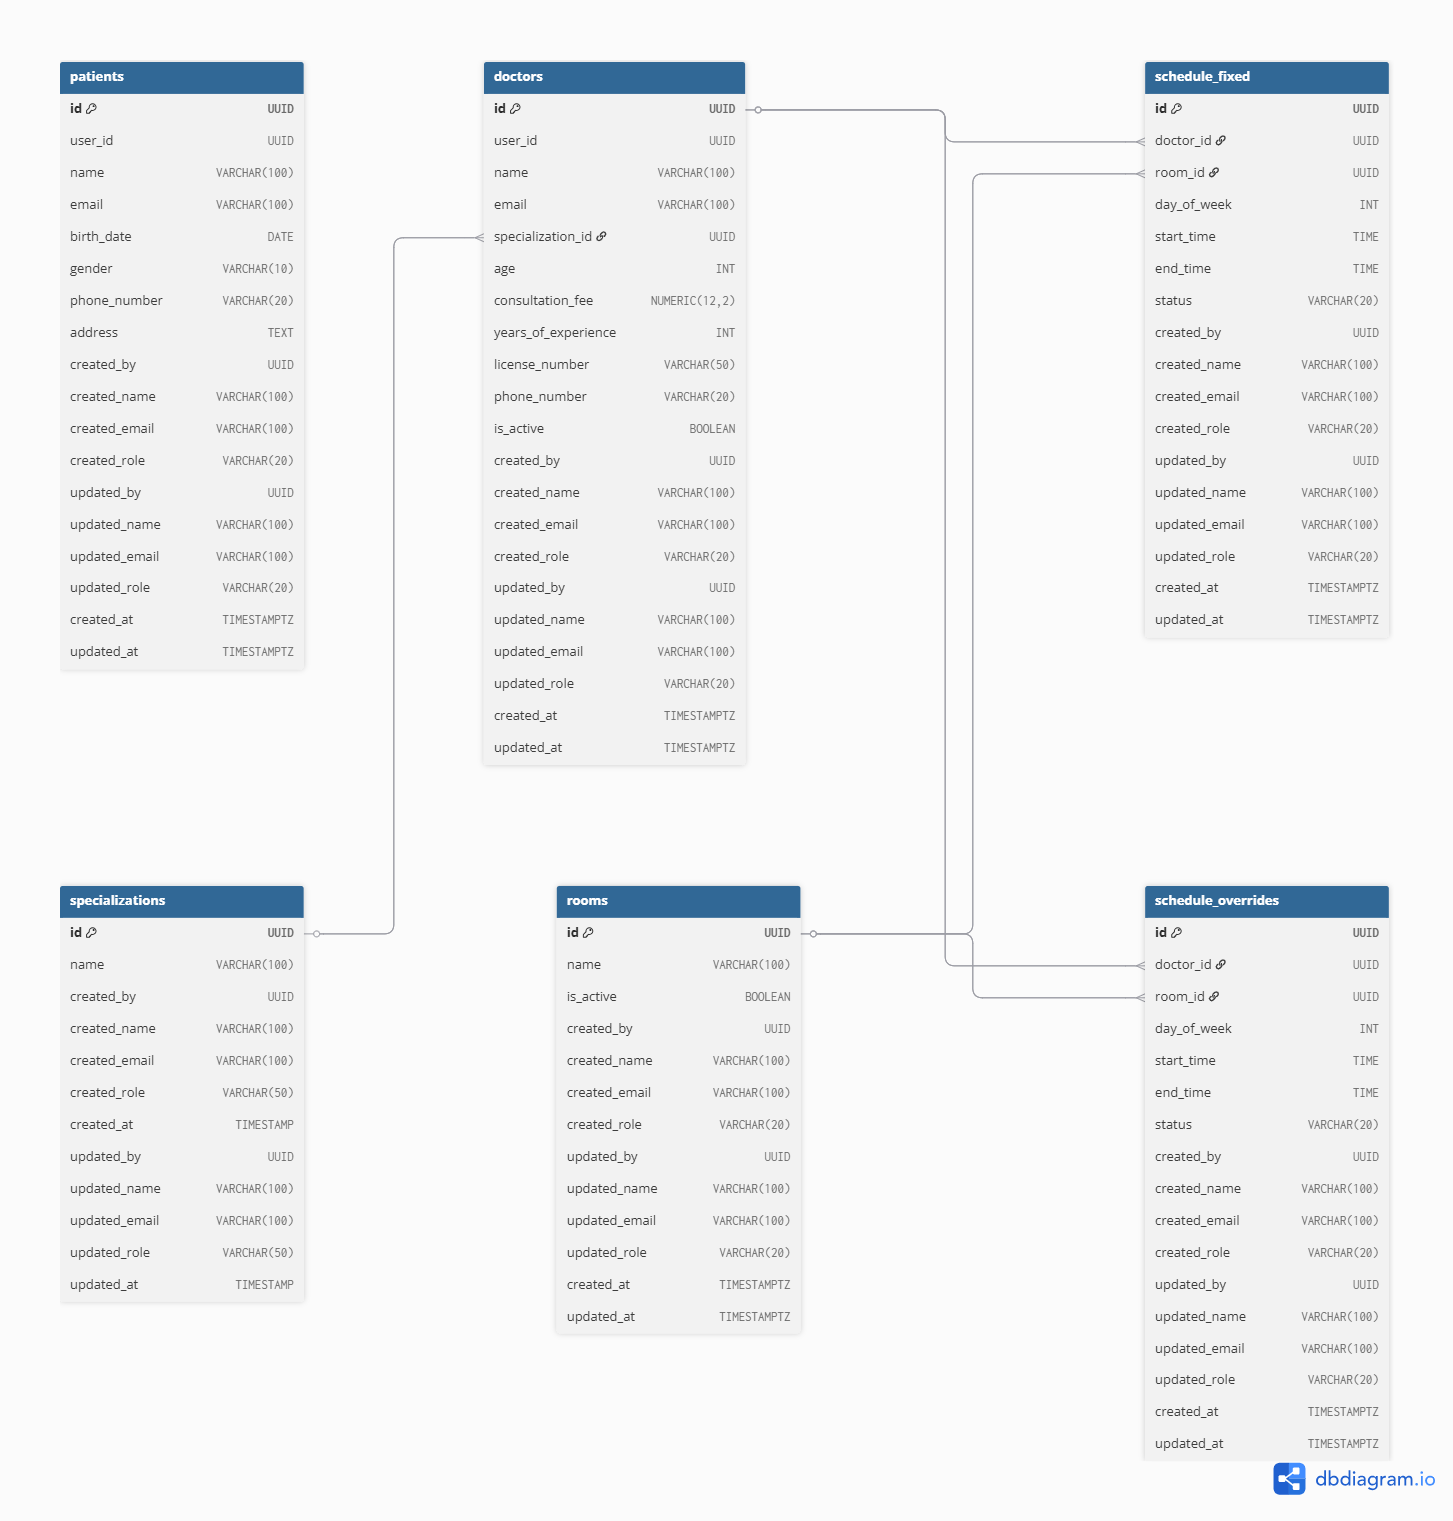 patients
id UUID
user_id UUID
name VARCHAR(100)
email VARCHAR(100)
birth_date DATE
gender VARCHAR(10)
phone_number VARCHAR(20)
address TEXT
created_by UUID
created_name VARCHAR(100)
created_email VARCHAR(100)
created_role VARCHAR(20)
updated_by UUID
updated_name VARCHAR(100)
updated_email VARCHAR(100)
updated_role VARCHAR(20)
created_at TIMESTAMPTZ
updated_at TIMESTAMPTZ
doctors
id UUID
user_id UUID
name VARCHAR(100)
email VARCHAR(100)
specialization_id UUID
age INT
consultation_fee NUMERIC(12,2)
years_of_experience INT
license_number VARCHAR(50)
phone_number VARCHAR(20)
is_active BOOLEAN
created_by UUID
created_name VARCHAR(100)
created_email VARCHAR(100)
created_role VARCHAR(20)
updated_by UUID
updated_name VARCHAR(100)
updated_email VARCHAR(100)
updated_role VARCHAR(20)
created_at TIMESTAMPTZ
updated_at TIMESTAMPTZ
schedule_fixed
id UUID
doctor_id UUID
room_id UUID
day_of_week INT
start_time TIME
end_time TIME
status VARCHAR(20)
created_by UUID
created_name VARCHAR(100)
created_email VARCHAR(100)
created_role VARCHAR(20)
updated_by UUID
updated_name VARCHAR(100)
updated_email VARCHAR(100)
updated_role VARCHAR(20)
created_at TIMESTAMPTZ
updated_at TIMESTAMPTZ
specializations
id UUID
name VARCHAR(100)
created_by UUID
created_name VARCHAR(100)
created_email VARCHAR(100)
created_role VARCHAR(50)
created_at TIMESTAMP
updated_by UUID
updated_name VARCHAR(100)
updated_email VARCHAR(100)
updated_role VARCHAR(50)
updated_at TIMESTAMP
rooms
id UUID
name VARCHAR(100)
is_active BOOLEAN
created_by UUID
created_name VARCHAR(100)
created_email VARCHAR(100)
created_role VARCHAR(20)
updated_by UUID
updated_name VARCHAR(100)
updated_email VARCHAR(100)
updated_role VARCHAR(20)
created_at TIMESTAMPTZ
updated_at TIMESTAMPTZ
schedule_overrides
id UUID
doctor_id UUID
room_id UUID
day_of_week INT
start_time TIME
end_time TIME
status VARCHAR(20)
created_by UUID
created_name VARCHAR(100)
created_email VARCHAR(100)
created_role VARCHAR(20)
updated_by UUID
updated_name VARCHAR(100)
updated_email VARCHAR(100)
updated_role VARCHAR(20)
created_at TIMESTAMPTZ
updated_at TIMESTAMPTZ
dbdiagram.io